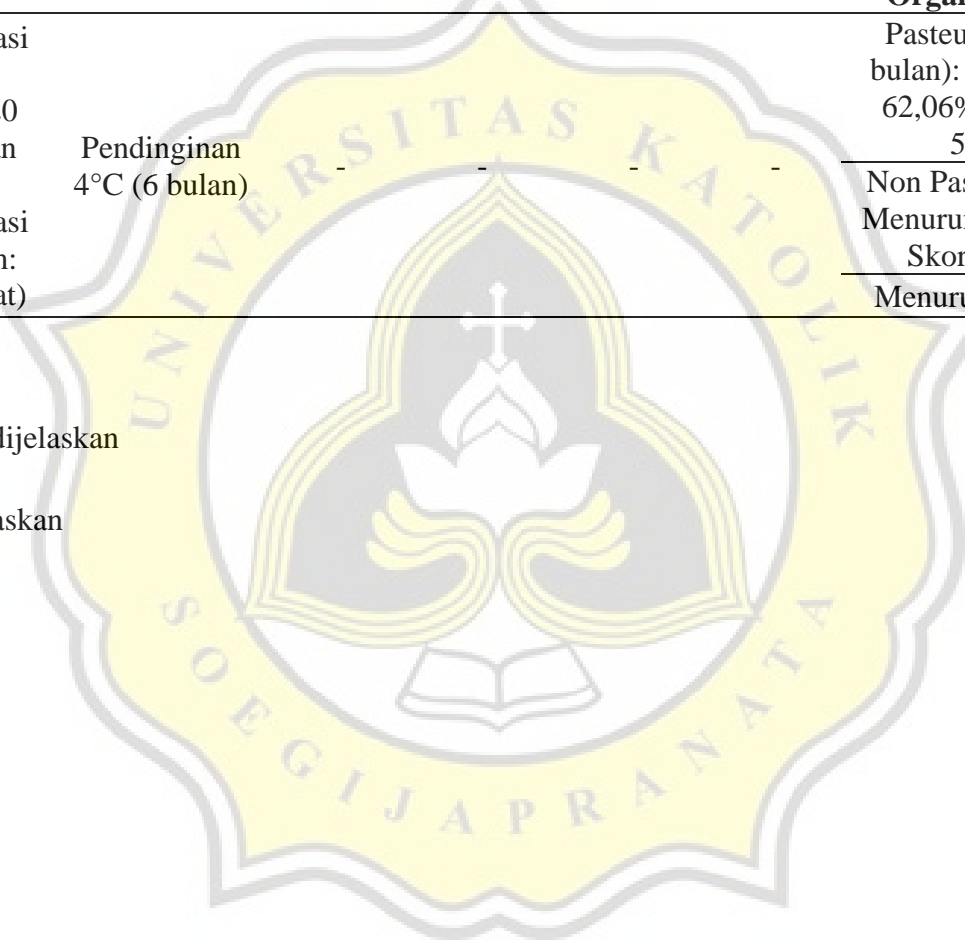 Organ
asi
Pasteu
bulan):
0
62,06%
an
Pendinginan
5
4°C (6 bulan)
-
-
-
-
Non Pas
asi
Menurun
n:
Skor
at)
Menuru
dijelaskan
askan
UNIVERSITAS KATOLIK
SOEGIJAPRANATA